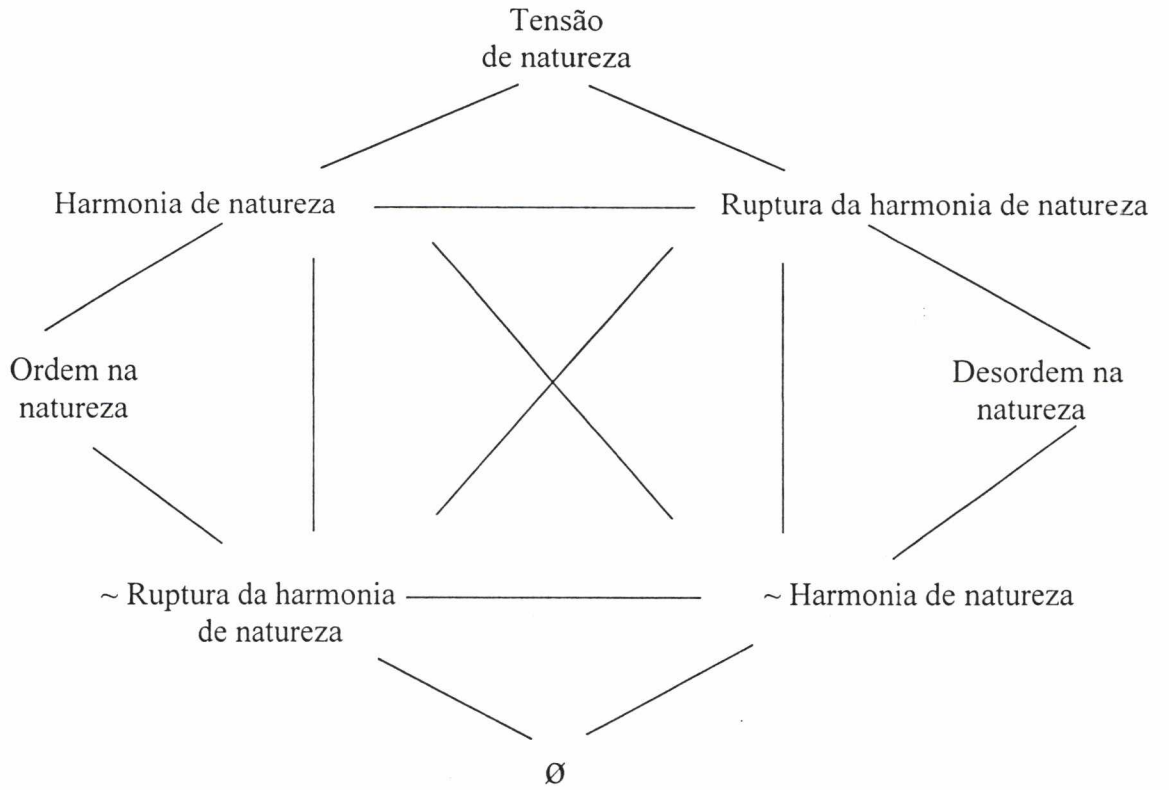 Tensão
de natureza
Harmonia de natureza
Ruptura da harmonia de natureza
Ordem na
natureza
Desordem na
natureza
~ Ruptura da harmonia
de natureza
~ Harmonia de natureza
Ø